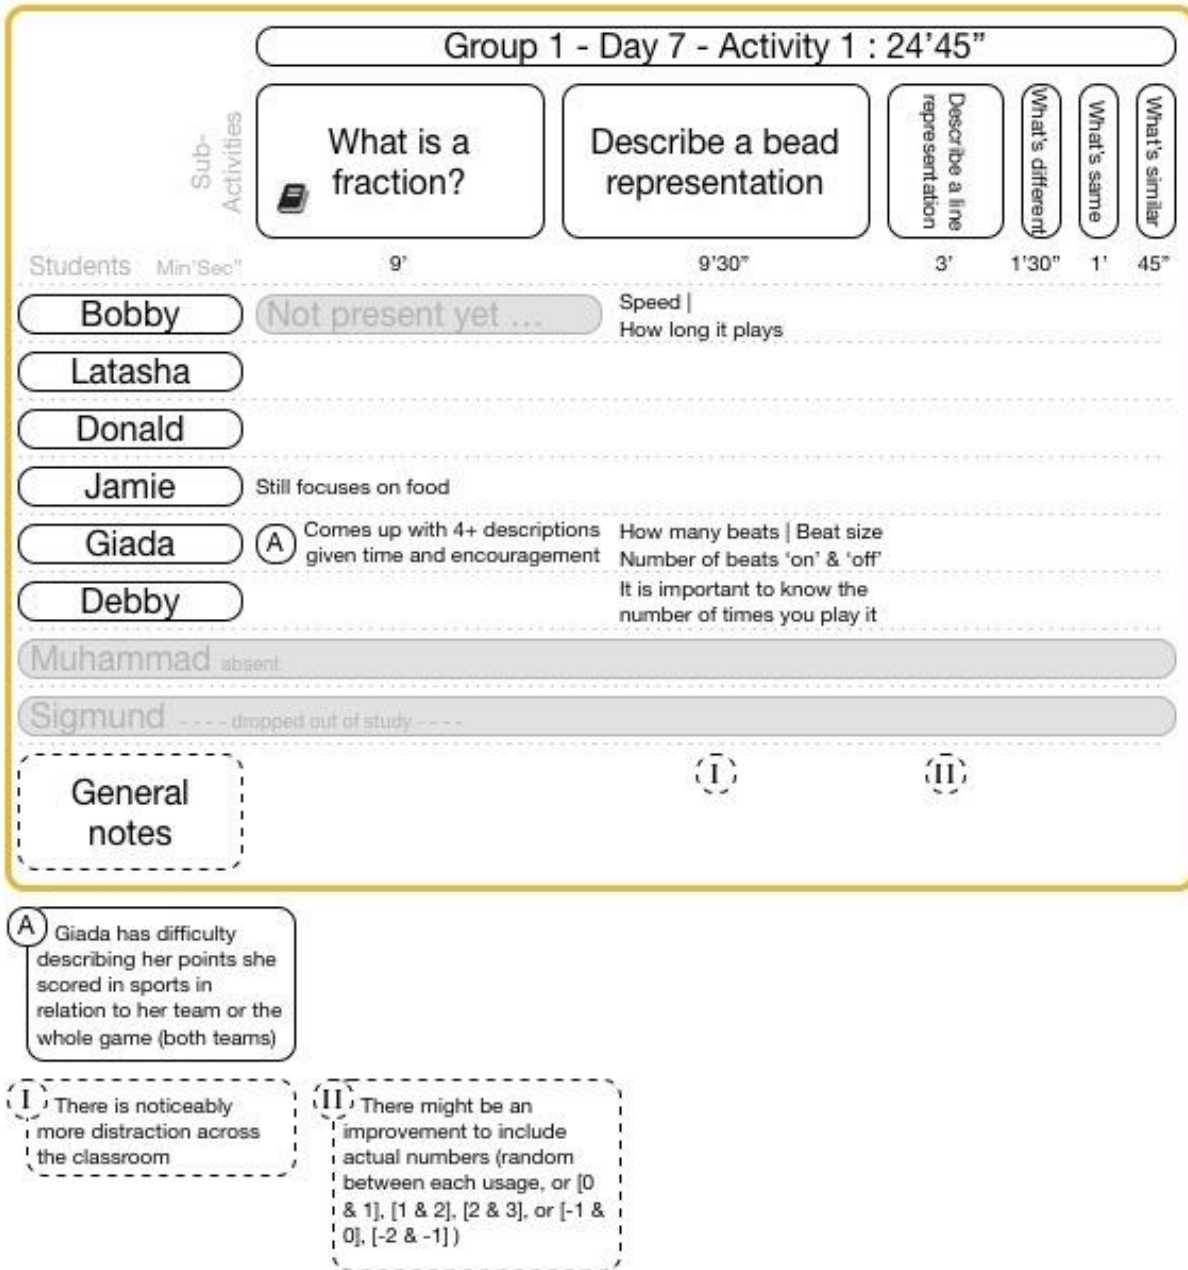 Group 1 - Day 7 - Activity 1 : 24’45”
Sub-
Activities
What is a
fraction?
Describe a bead
representation
Describe a line
representation
What's different
What's same
What's similar
Students Min'Sec"
9’
9’30”
3’
1’30”
1’
45”
Bobby
Not present yet ...
Speed |
How long it plays
Latasha
Donald
Jamie
Still focuses on food
Giada
A
Comes up with 4+ descriptions
given time and encouragement
How many beats | Beat size
Number of beats ‘on’ & ‘off’
Debby
It is important to know the
number of times you play it
Muhammad absent
Sigmund - - - - dropped out of study - - - -
General
notes
I
II
A
Giada has difficulty
describing her points she
scored in sports in
relation to her team or the
whole game (both teams)
I There is noticeably
more distraction across
the classroom
II There might be an
improvement to include
actual numbers (random
between each usage, or [0
& 1], [1 & 2], [2 & 3], or [-1 &
0], [-2 & -1] )